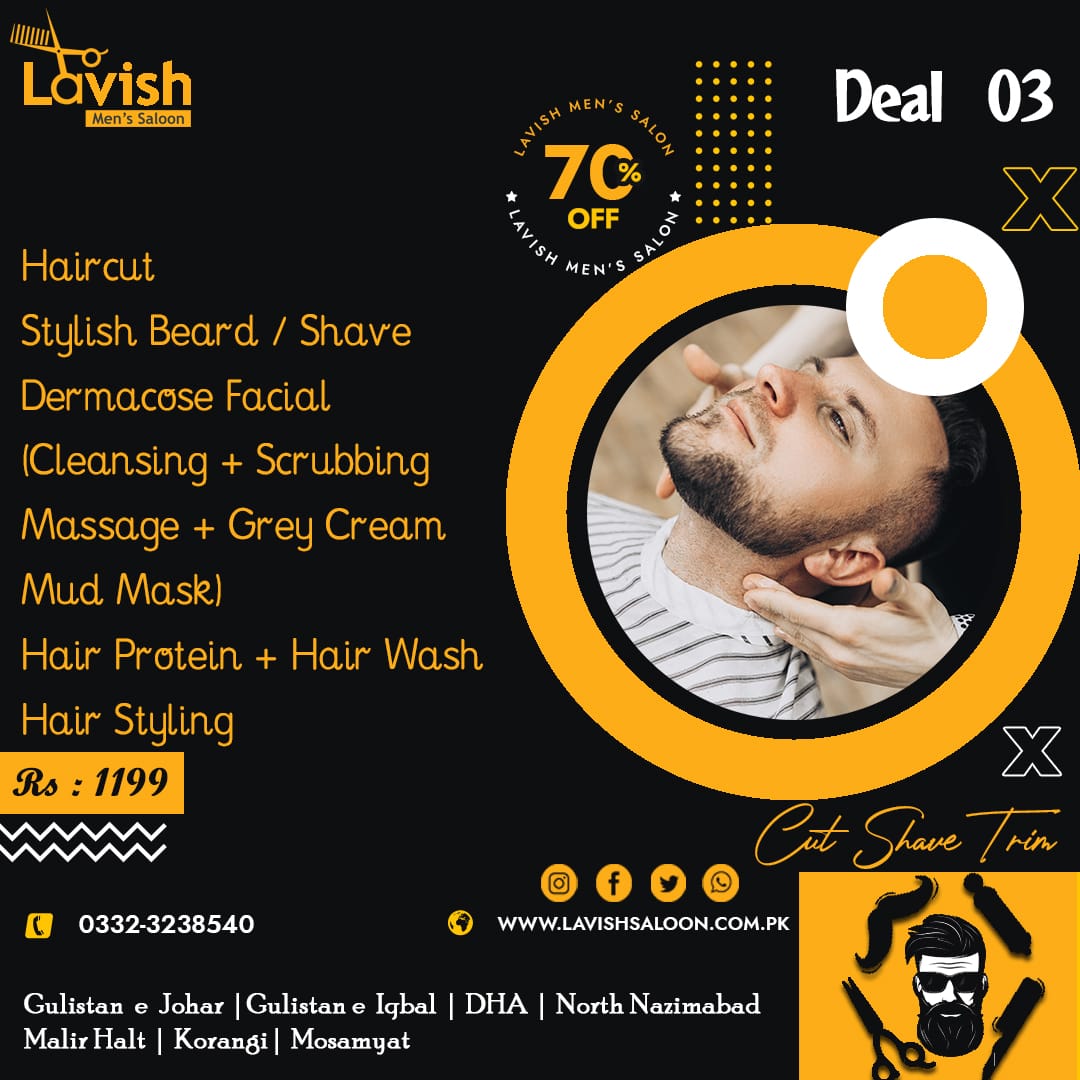 Lavish
Men's Saloon
Deal 03
LAVISH MEN'S SALON
70%
OFF
LAVISH MEN'S SALON
Haircut
Stylish Beard / Shave
Dermacose Facial
(Cleansing + Scrubbing
Massage + Grey Cream
Mud Mask)
Hair Protein + Hair Wash
Hair Styling
Rs : 1199
Cut Shave Trim
0332-3238540
WWW.LAVISHSALOON.COM.PK
Gulistan e Johar | Gulistan e Iqbal | DHA | North Nazimabad
Malir Halt | Korangi | Mosamyat